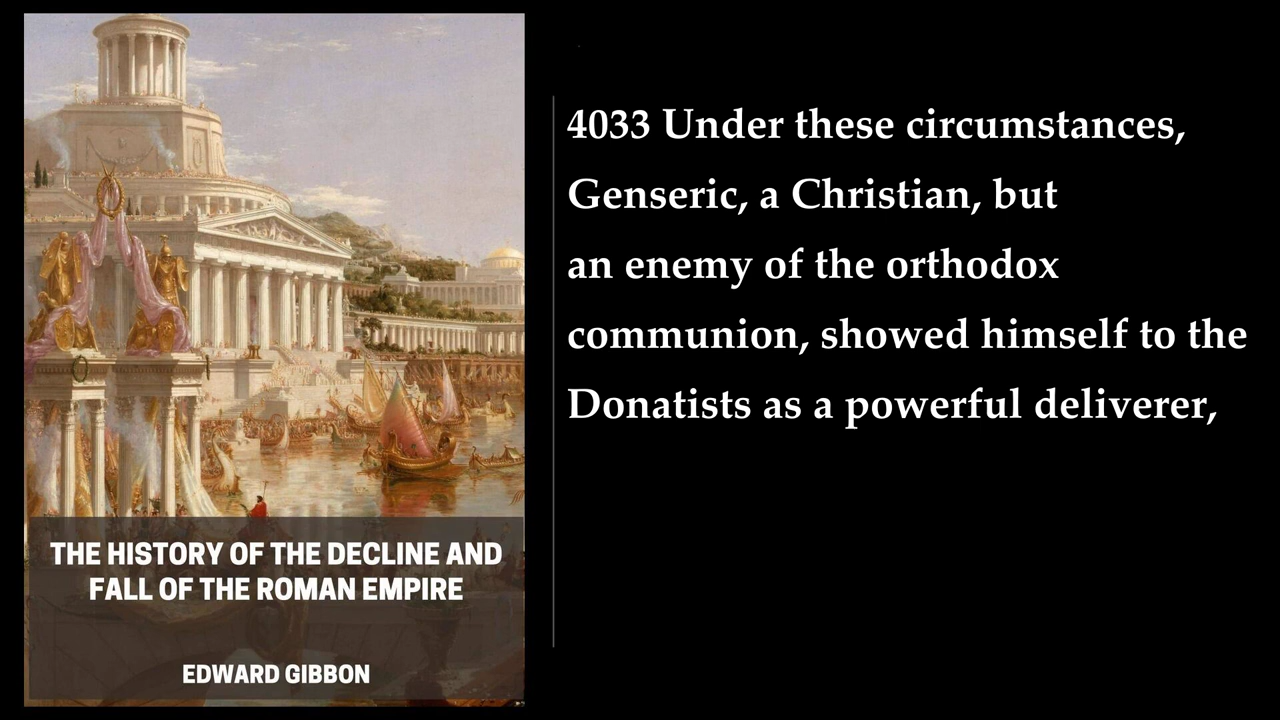 THE HISTORY OF THE DECLINE AND
FALL OF THE ROMAN EMPIRE
EDWARD GIBBON
4033 Under these circumstances,
Genseric, a Christian, but
an enemy of the orthodox
communion, showed himself to the
Donatists as a powerful deliverer,